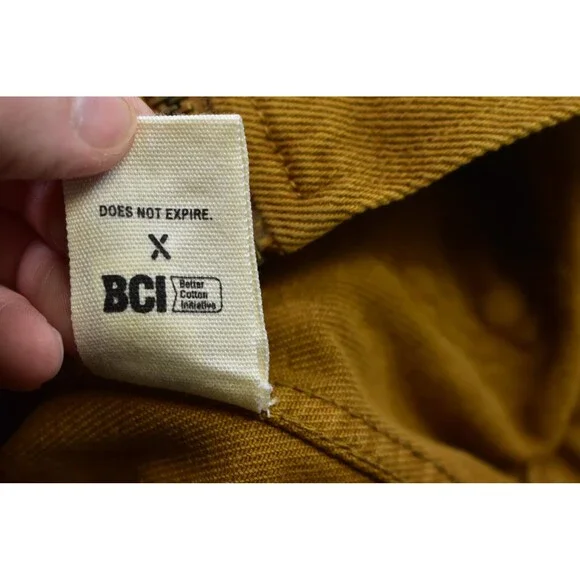 DOES NOT EXPIRE.
X
BCI
Better
Cotton
Initiative